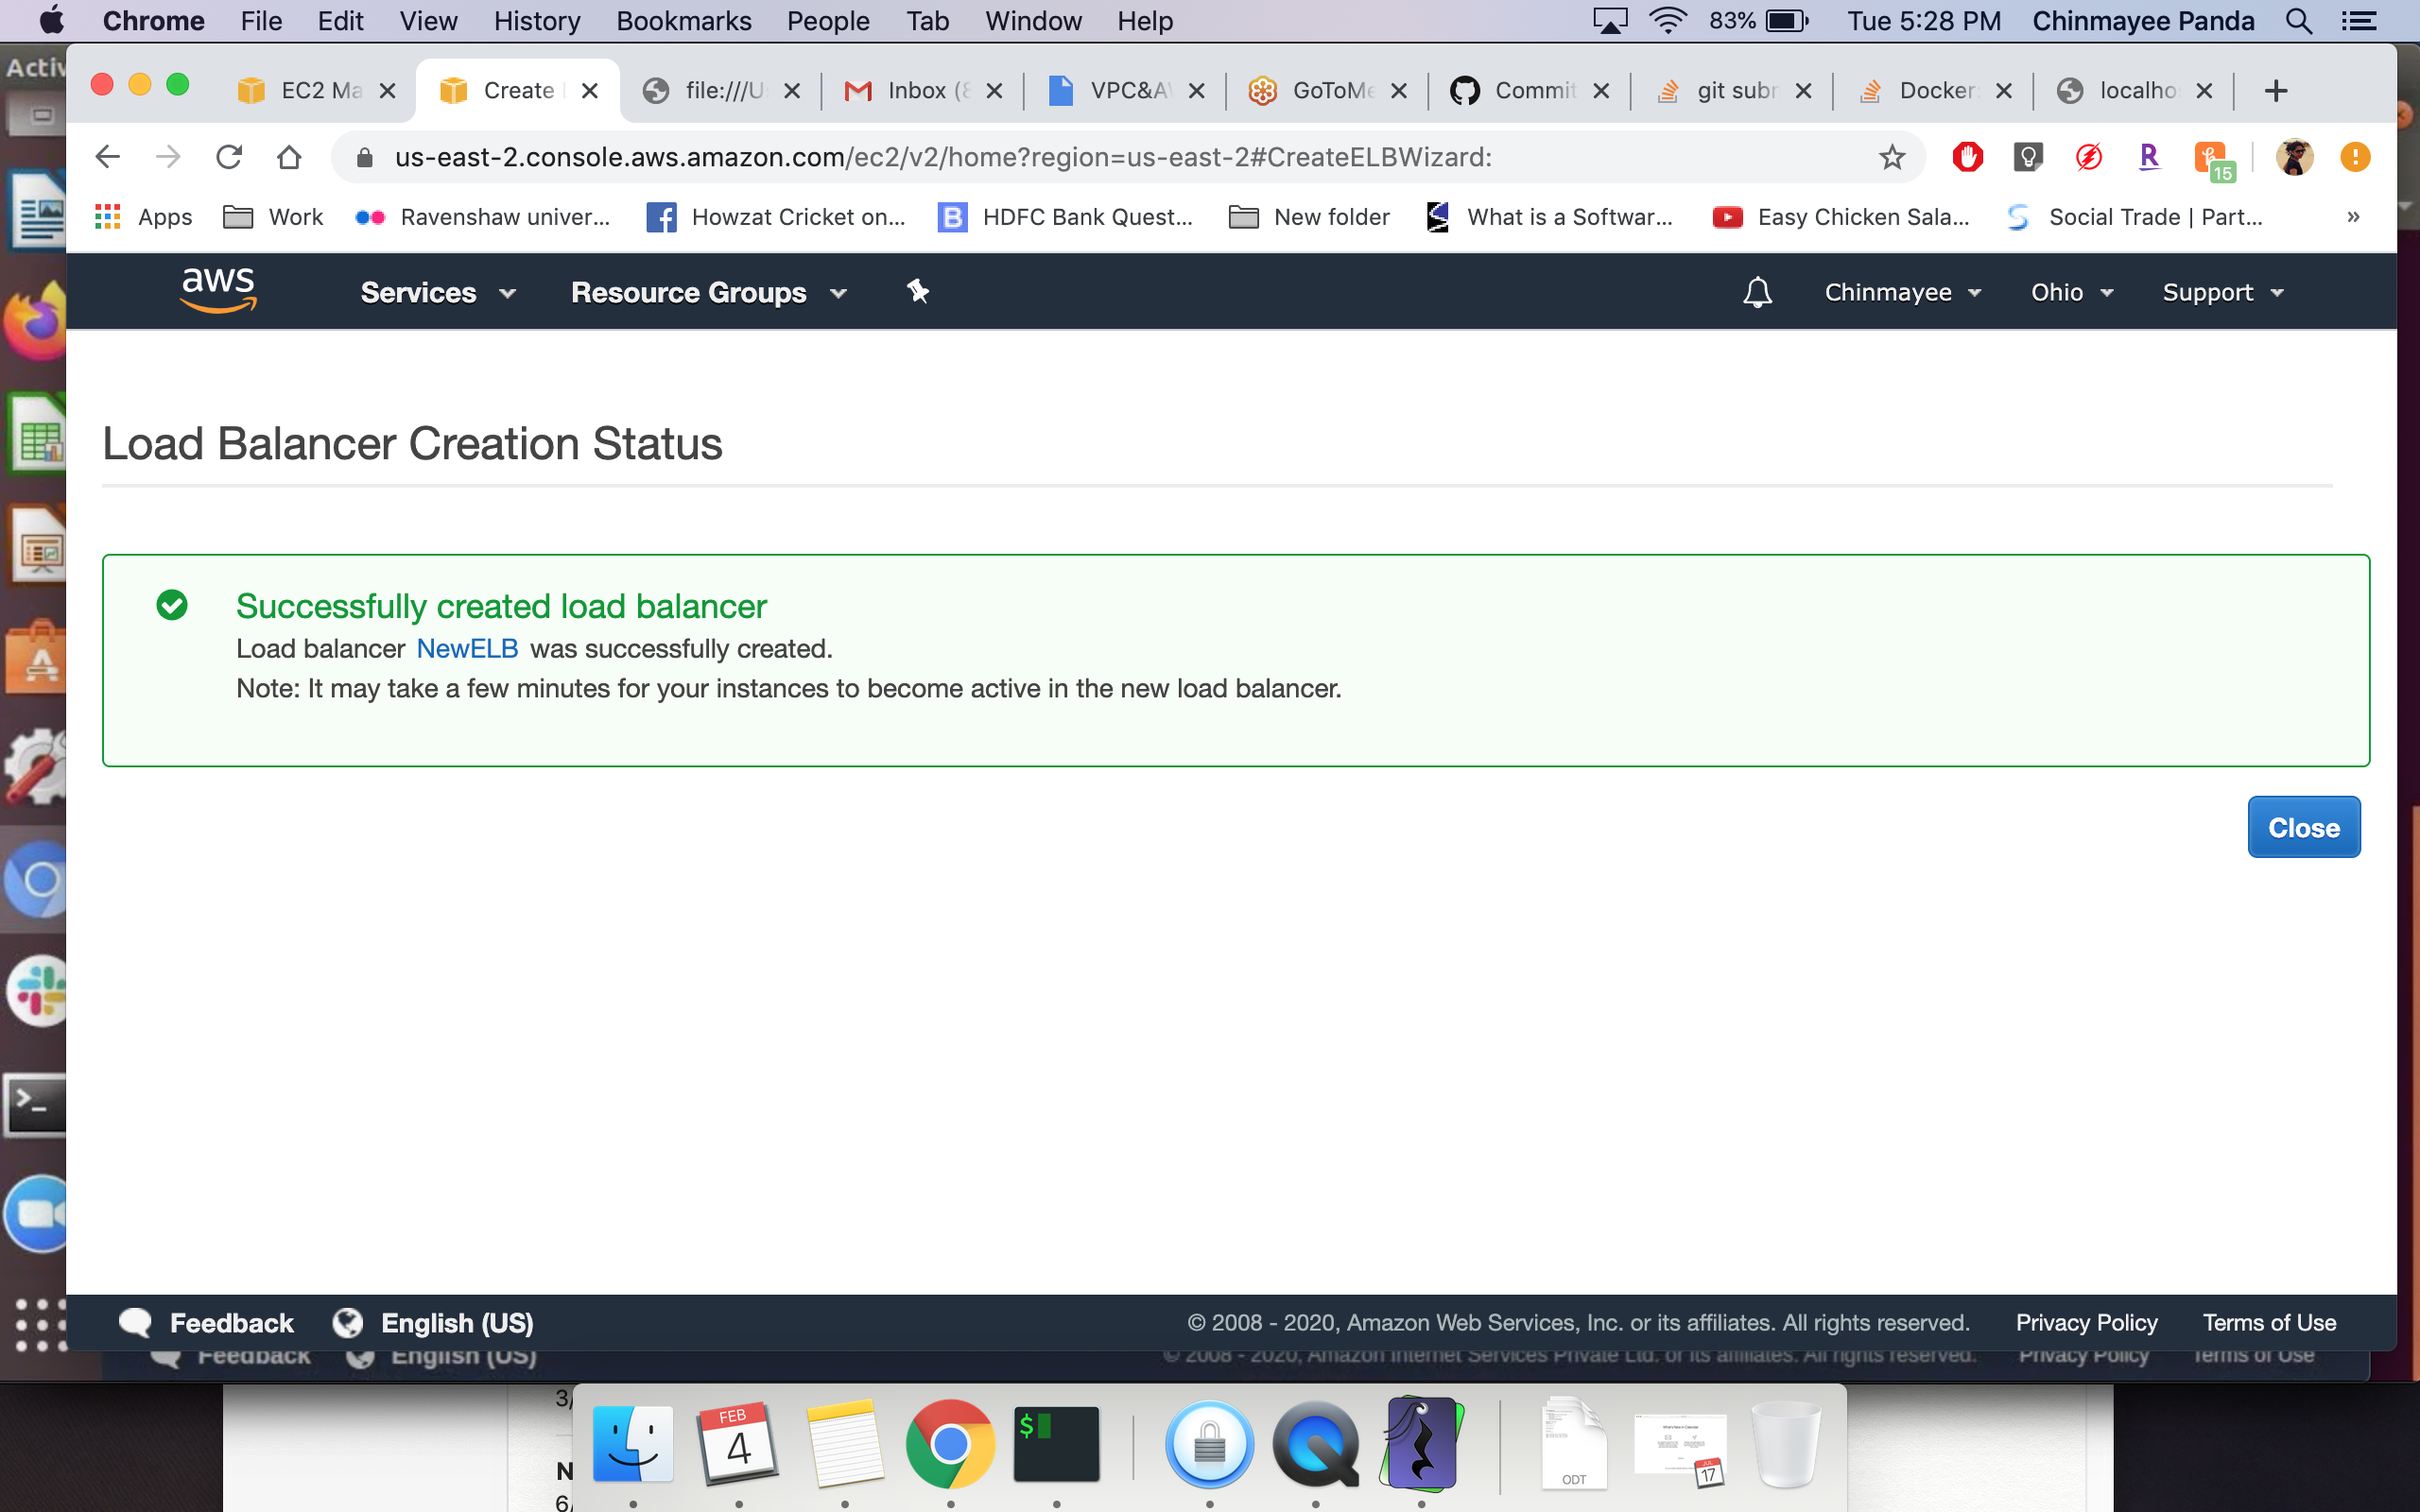 Chrome File Edit View History Bookmarks People Tab Window Help 83% Tue 5:28 PM Chinmayee Panda
EC2 Ma Create file:///U Inbox (8 VPC&A GoToMe Commit git subr Docker localho
us-east-2.console.aws.amazon.com/ec2/v2/home?region=us-east-2#CreateELBWizard:
15
Apps Work Ravenshaw univer... Howzat Cricket on... HDFC Bank Quest... New folder What is a Softwar... Easy Chicken Sala... Social Trade | Part... »
aws Services Resource Groups Chinmayee Ohio Support
Load Balancer Creation Status
Successfully created load balancer
Load balancer NewELB was successfully created.
Note: It may take a few minutes for your instances to become active in the new load balancer.
Close
Feedback English (US) © 2008 - 2020, Amazon Web Services, Inc. or its affiliates. All rights reserved. Privacy Policy Terms of Use
Feedback English (US) © 2008 - 2020, Amazon Internet Services Private Ltd. or its affiliates. All rights reserved. Privacy Policy Terms of Use
FEB
4
$
ODT
17